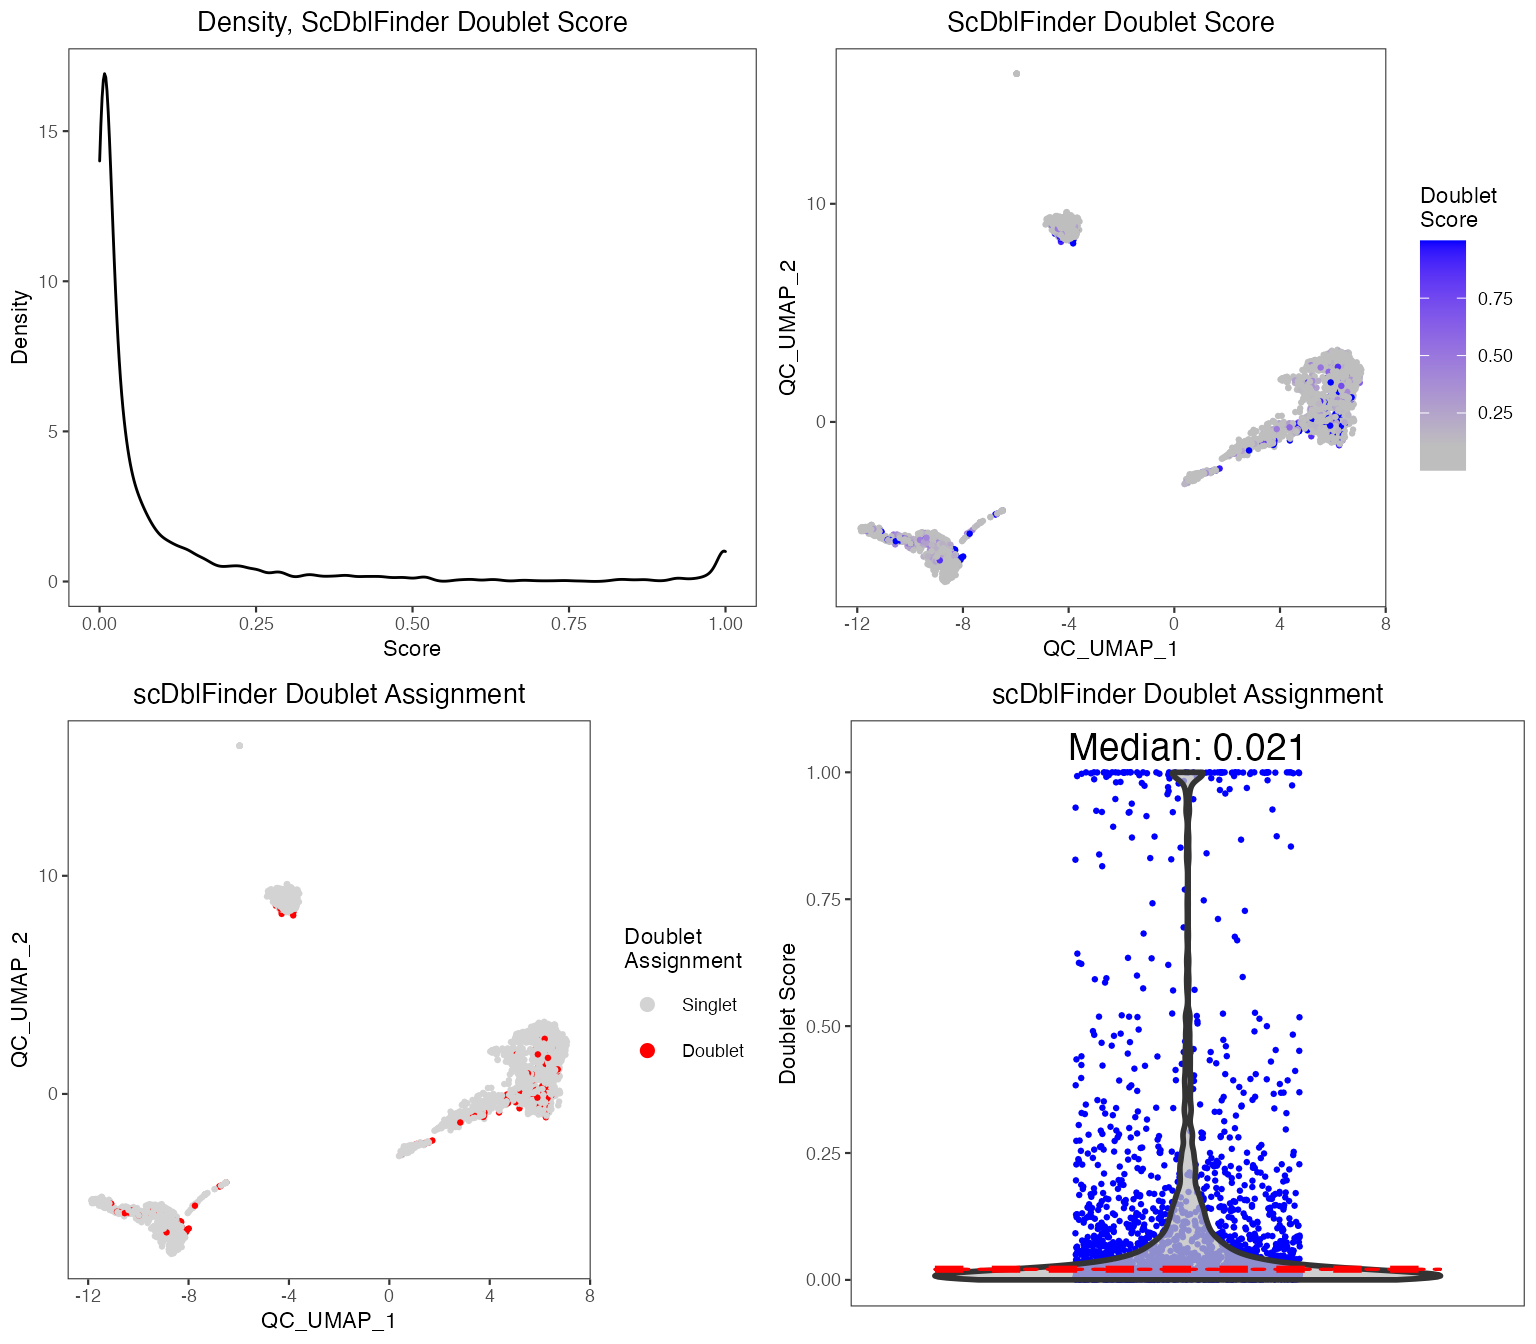 Density, ScDblFinder Doublet Score
15
10
5
0
Density
0.00
0.25
0.50
0.75
1.00
Score
ScDblFinder Doublet Score
10
0
QC_UMAP_2
-12
-8
-4
0
4
8
QC_UMAP_1
Doublet
Score
0.75
0.50
0.25
scDblFinder Doublet Assignment
10
0
QC_UMAP_2
-12
-8
-4
0
4
8
QC_UMAP_1
Doublet
Assignment
Singlet
Doublet
scDblFinder Doublet Assignment
Median: 0.021
1.00
0.75
0.50
0.25
0.00
Doublet Score